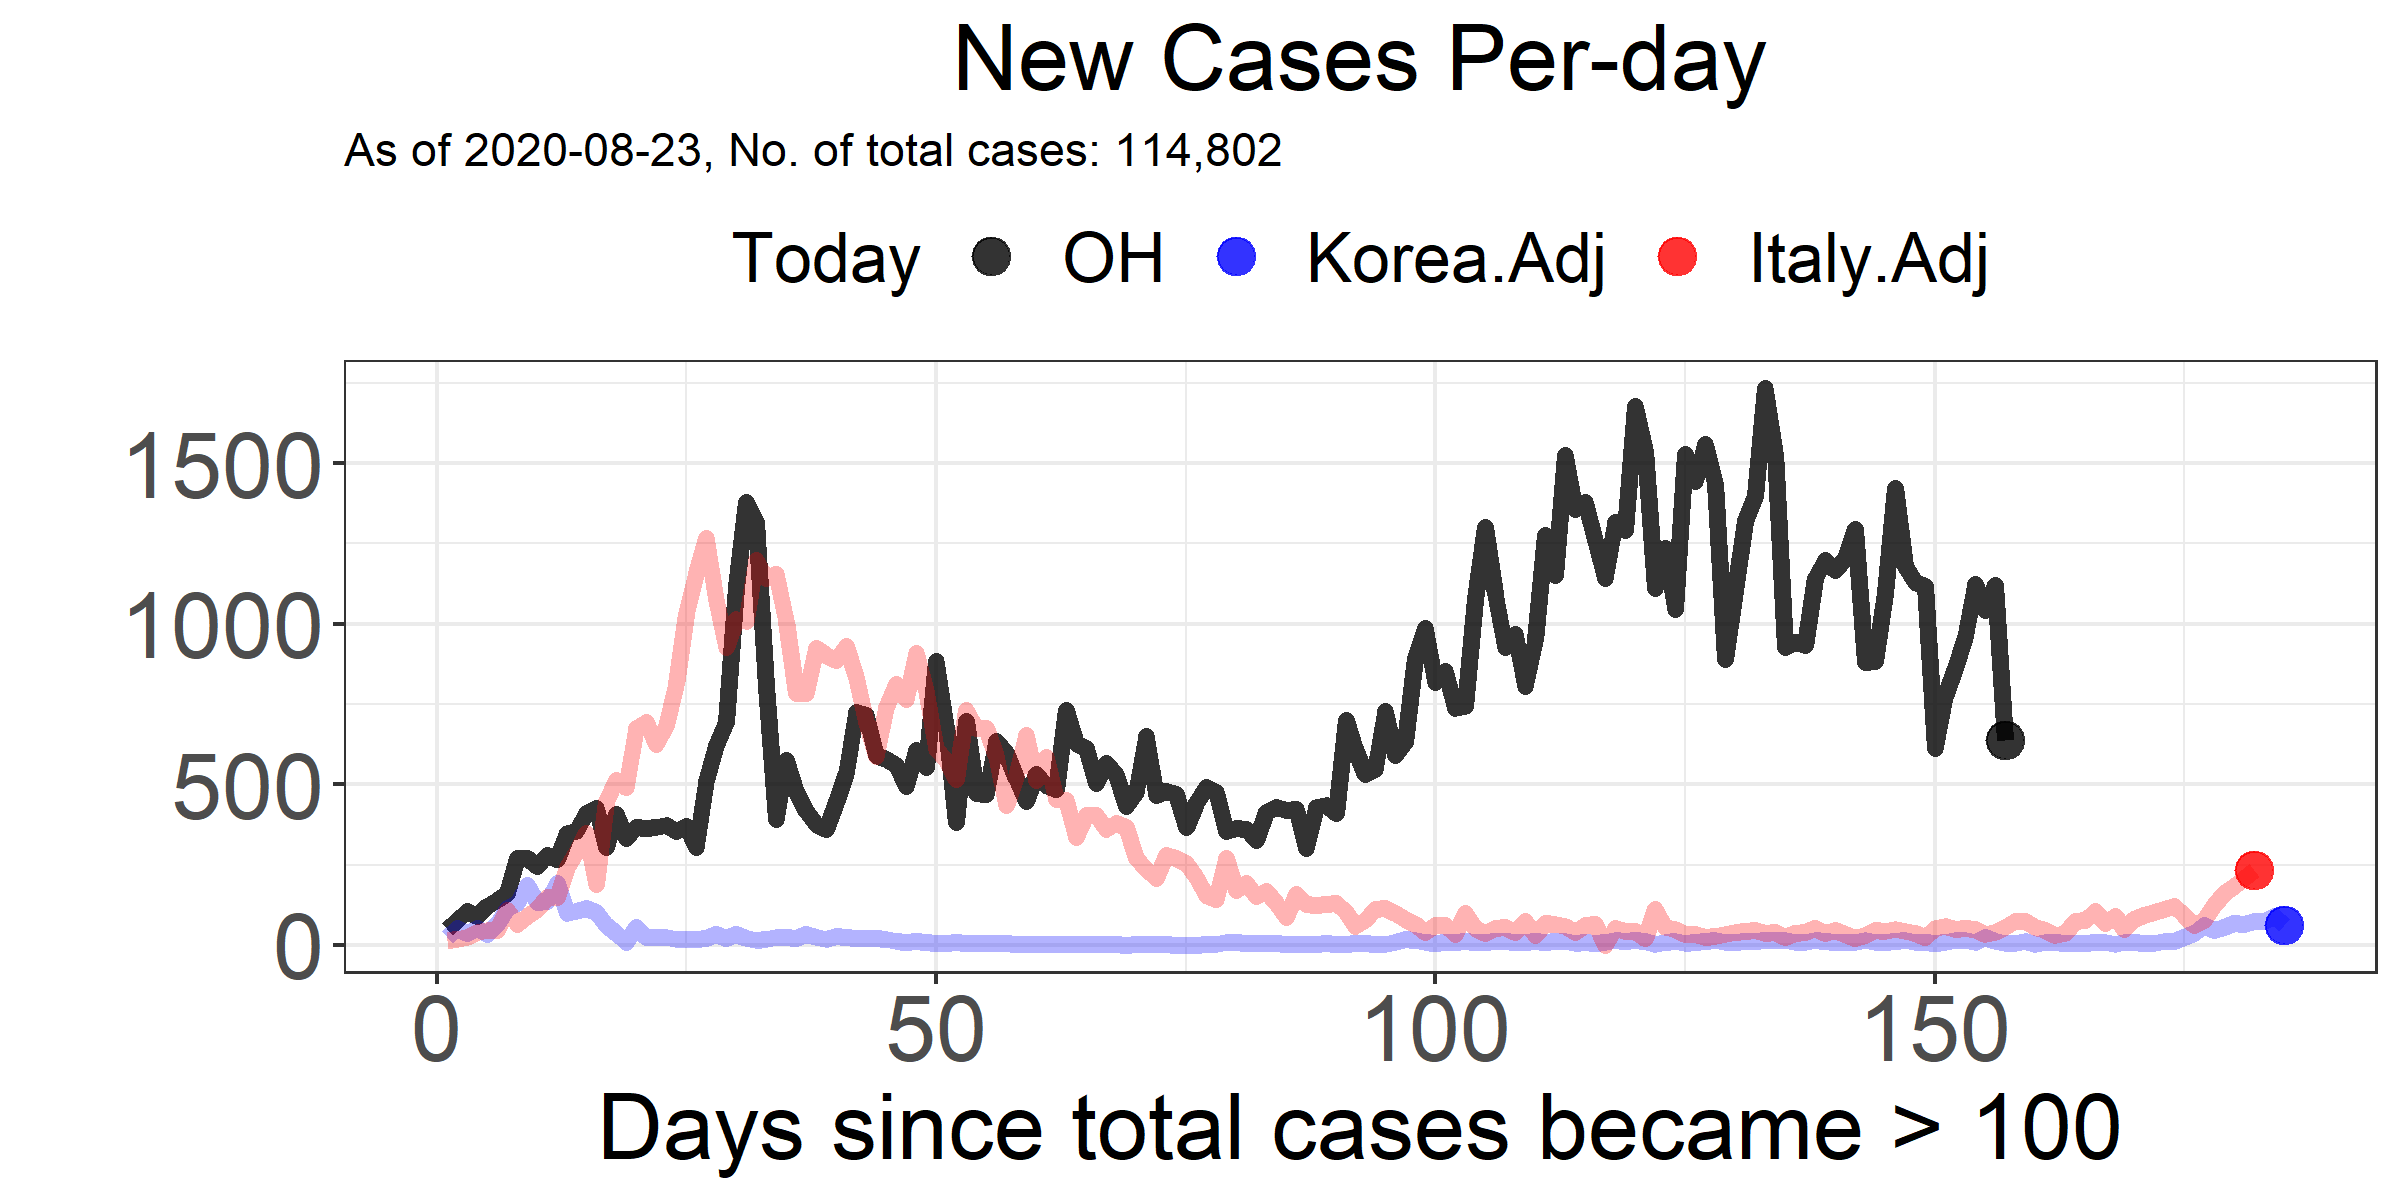 New Cases Per-day
As of 2020-08-23, No. of total cases: 114,802
Today OH Korea.Adj Italy.Adj
1500
1000
500
0
0 50 100 150
Days since total cases became > 100